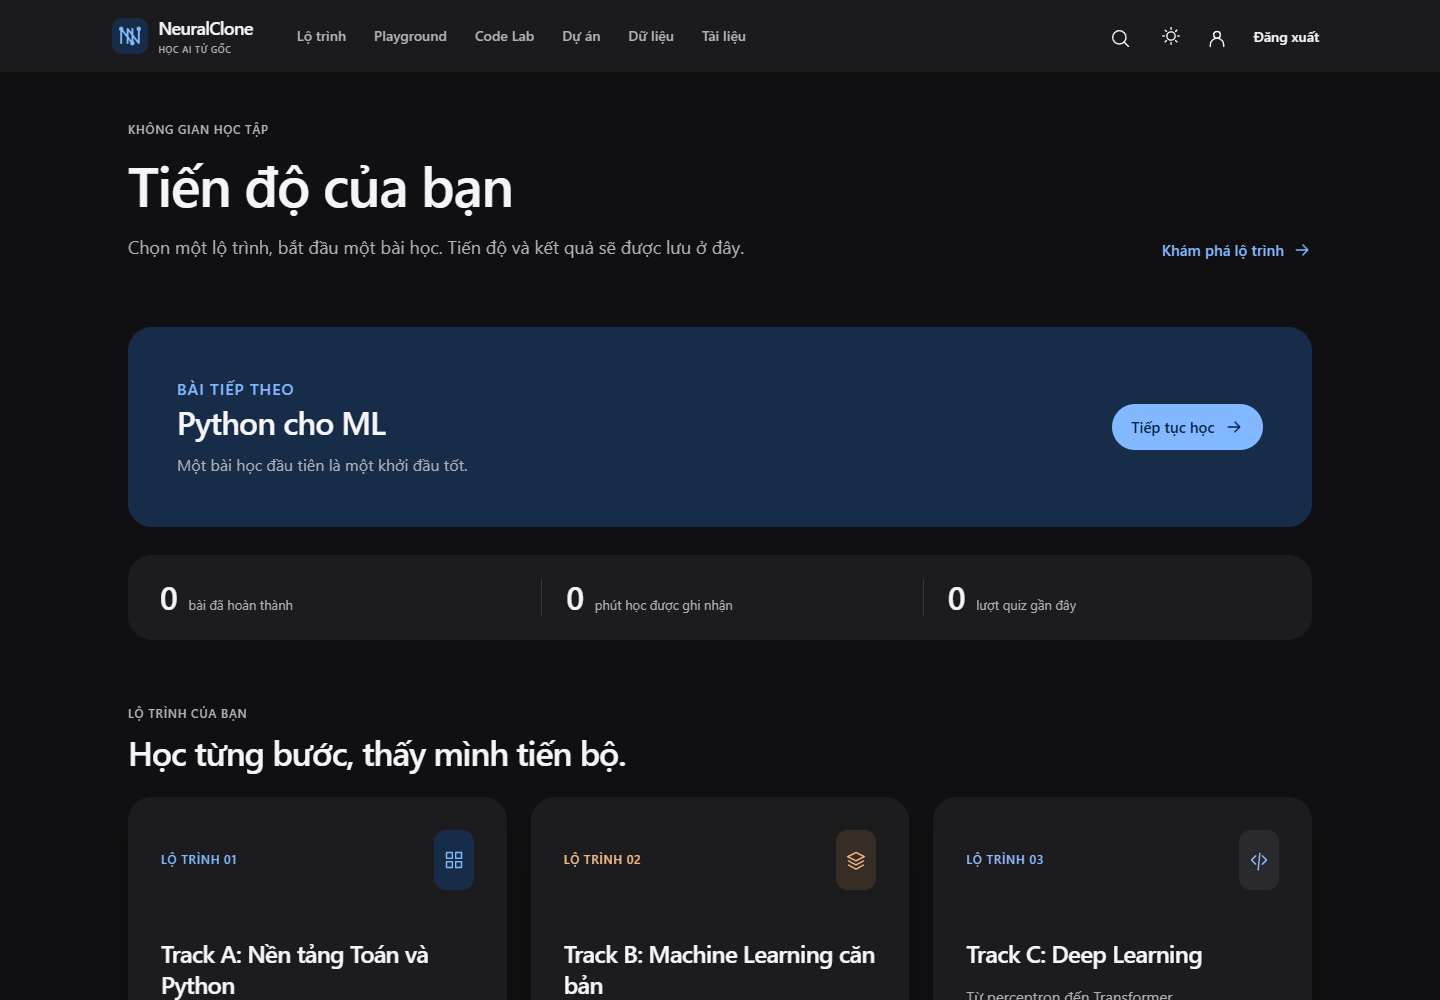 NeuralClone
HỌC AI TỪ GỐC
Lộ trình
Playground
Code Lab
Dự án
Dữ liệu
Tài liệu
Đăng xuất
KHÔNG GIAN HỌC TẬP
Tiến độ của bạn
Chọn một lộ trình, bắt đầu một bài học. Tiến độ và kết quả sẽ được lưu ở đây.
Khám phá lộ trình
BÀI TIẾP THEO
Python cho ML
Một bài học đầu tiên là một khởi đầu tốt.
Tiếp tục học
0 bài đã hoàn thành
0 phút học được ghi nhận
0 lượt quiz gần đây
LỘ TRÌNH CỦA BẠN
Học từng bước, thấy mình tiến bộ.
LỘ TRÌNH 01
Track A: Nền tảng Toán và
Python
LỘ TRÌNH 02
Track B: Machine Learning căn
bản
LỘ TRÌNH 03
Track C: Deep Learning
Từ perceptron đến Transformer